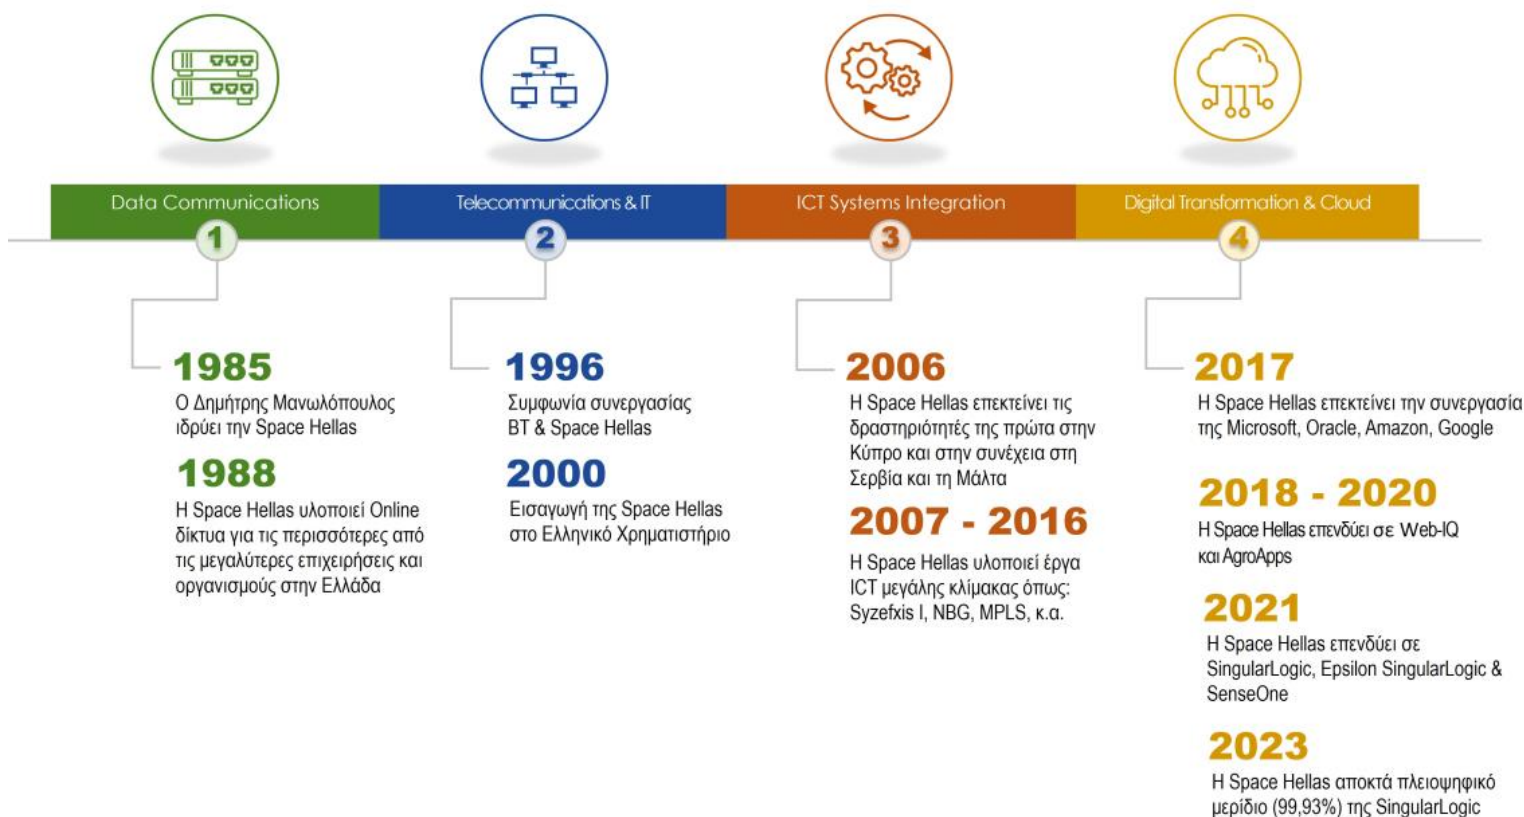 Data Communications
1
1985
Ο Δημήτρης Μανωλόπουλος
ιδρύει την Space Hellas
1988
Η Space Hellas υλοποιεί Online
δίκτυα για τις περισσότερες από
τις μεγαλύτερες επιχειρήσεις και
οργανισμούς στην Ελλάδα
Telecommunications & IT
2
1996
Συμφωνία συνεργασίας
BT & Space Hellas
2000
Εισαγωγή της Space Hellas
στο Ελληνικό Χρηματιστήριο
ICT Systems Integration
3
2006
Η Space Hellas επεκτείνει τις
δραστηριότητές της πρώτα στην
Κύπρο και στην συνέχεια στη
Σερβία και τη Μάλτα
2007 - 2016
Η Space Hellas υλοποιεί έργα
ICT μεγάλης κλίμακας όπως:
Syzefxis I, NBG, MPLS, κ.α.
Digital Transformation & Cloud
4
2017
Η Space Hellas επεκτείνει την συνεργασία
της Microsoft, Oracle, Amazon, Google
2018 - 2020
Η Space Hellas επενδύει σε Web-IQ
και AgroApps
2021
Η Space Hellas επενδύει σε
SingularLogic, Epsilon SingularLogic &
SenseOne
2023
Η Space Hellas αποκτά πλειοψηφικό
μερίδιο (99,93%) της SingularLogic